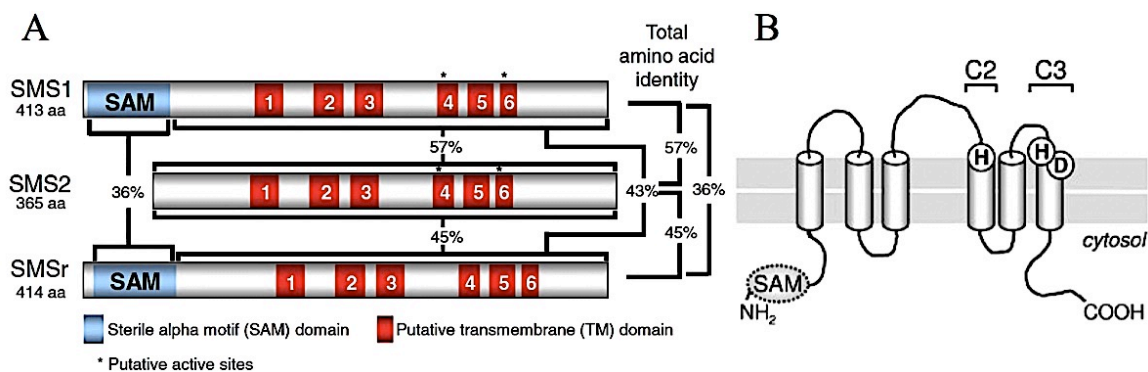 A
B
Total
amino acid
identity
SMS1
413 aa
SAM
1
2
3
* 4
5
* 6
57%
57%
SMS2
365 aa
36%
1
2
3
* 4
5
* 6
43%
36%
45%
45%
SMSr
414 aa
SAM
1
2
3
4
5
6
Sterile alpha motif (SAM) domain
Putative transmembrane (TM) domain
* Putative active sites
C2
C3
H
H
D
cytosol
SAM
NH2
COOH